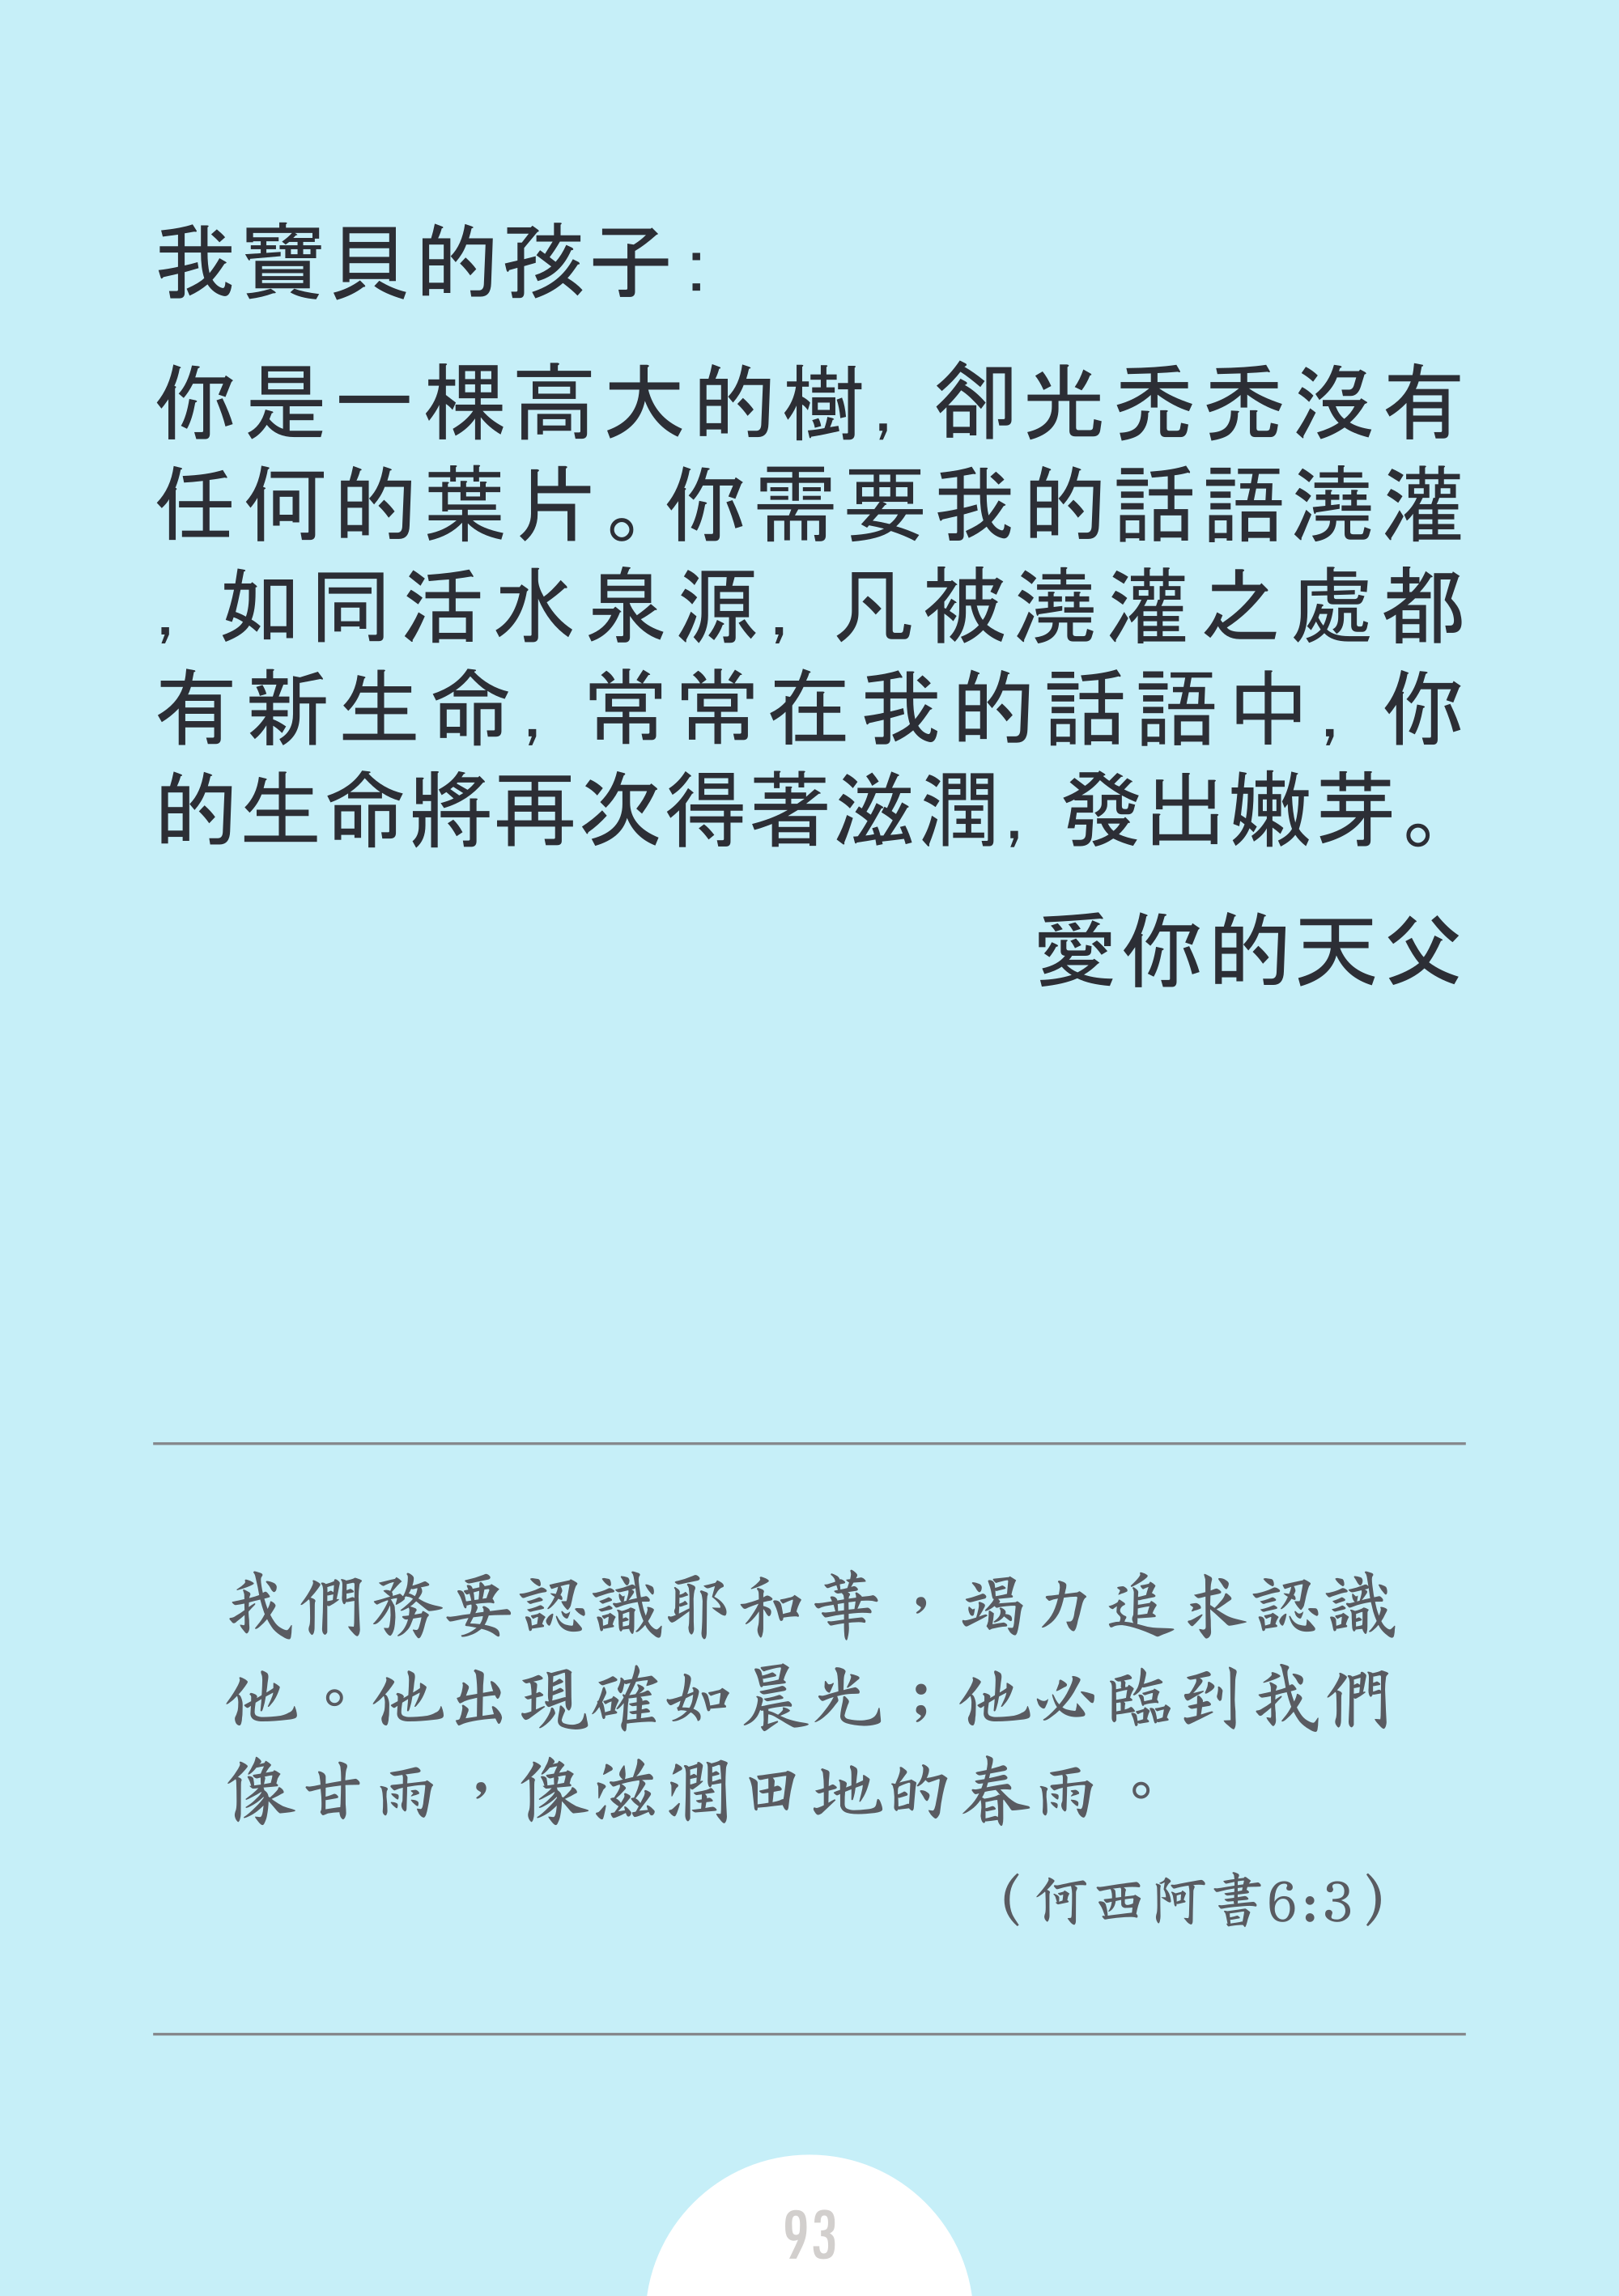 我寶貝的孩子：
你是一棵高大的樹，卻光禿禿沒有
任何的葉片。你需要我的話語澆灌
，如同活水泉源，凡被澆灌之處都
有新生命，常常在我的話語中，你
的生命將再次得著滋潤，發出嫩芽。
愛你的天父
我們務要認識耶和華，竭力追求認識
他。他出現確如晨光；他必臨到我們
像甘雨，像滋潤田地的春雨。
（何西阿書6:3）
93